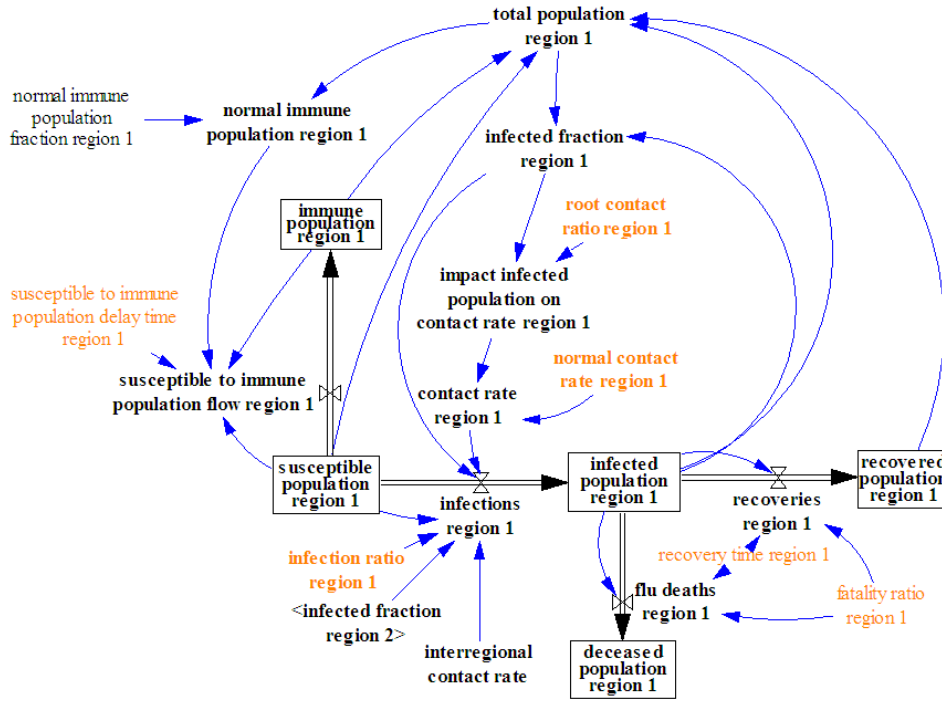 total population
region 1
normal immune
population
fraction region 1
normal immune
population region 1
infected fraction
region 1
immune
population
region 1
root contact
ratio region 1
impact infected
population on
contact rate region 1
susceptible to immune
population delay time
region 1
normal contact
rate region 1
susceptible to immune
population flow region 1
contact rate
region 1
susceptible
population
region 1
infected
population
region 1
recovered
population
region 1
infections
region 1
recoveries
region 1
infection ratio
region 1
recovery time region 1
flu deaths
region 1
fatality ratio
region 1
<infected fraction
region 2>
interregional
contact rate
deceased
population
region 1